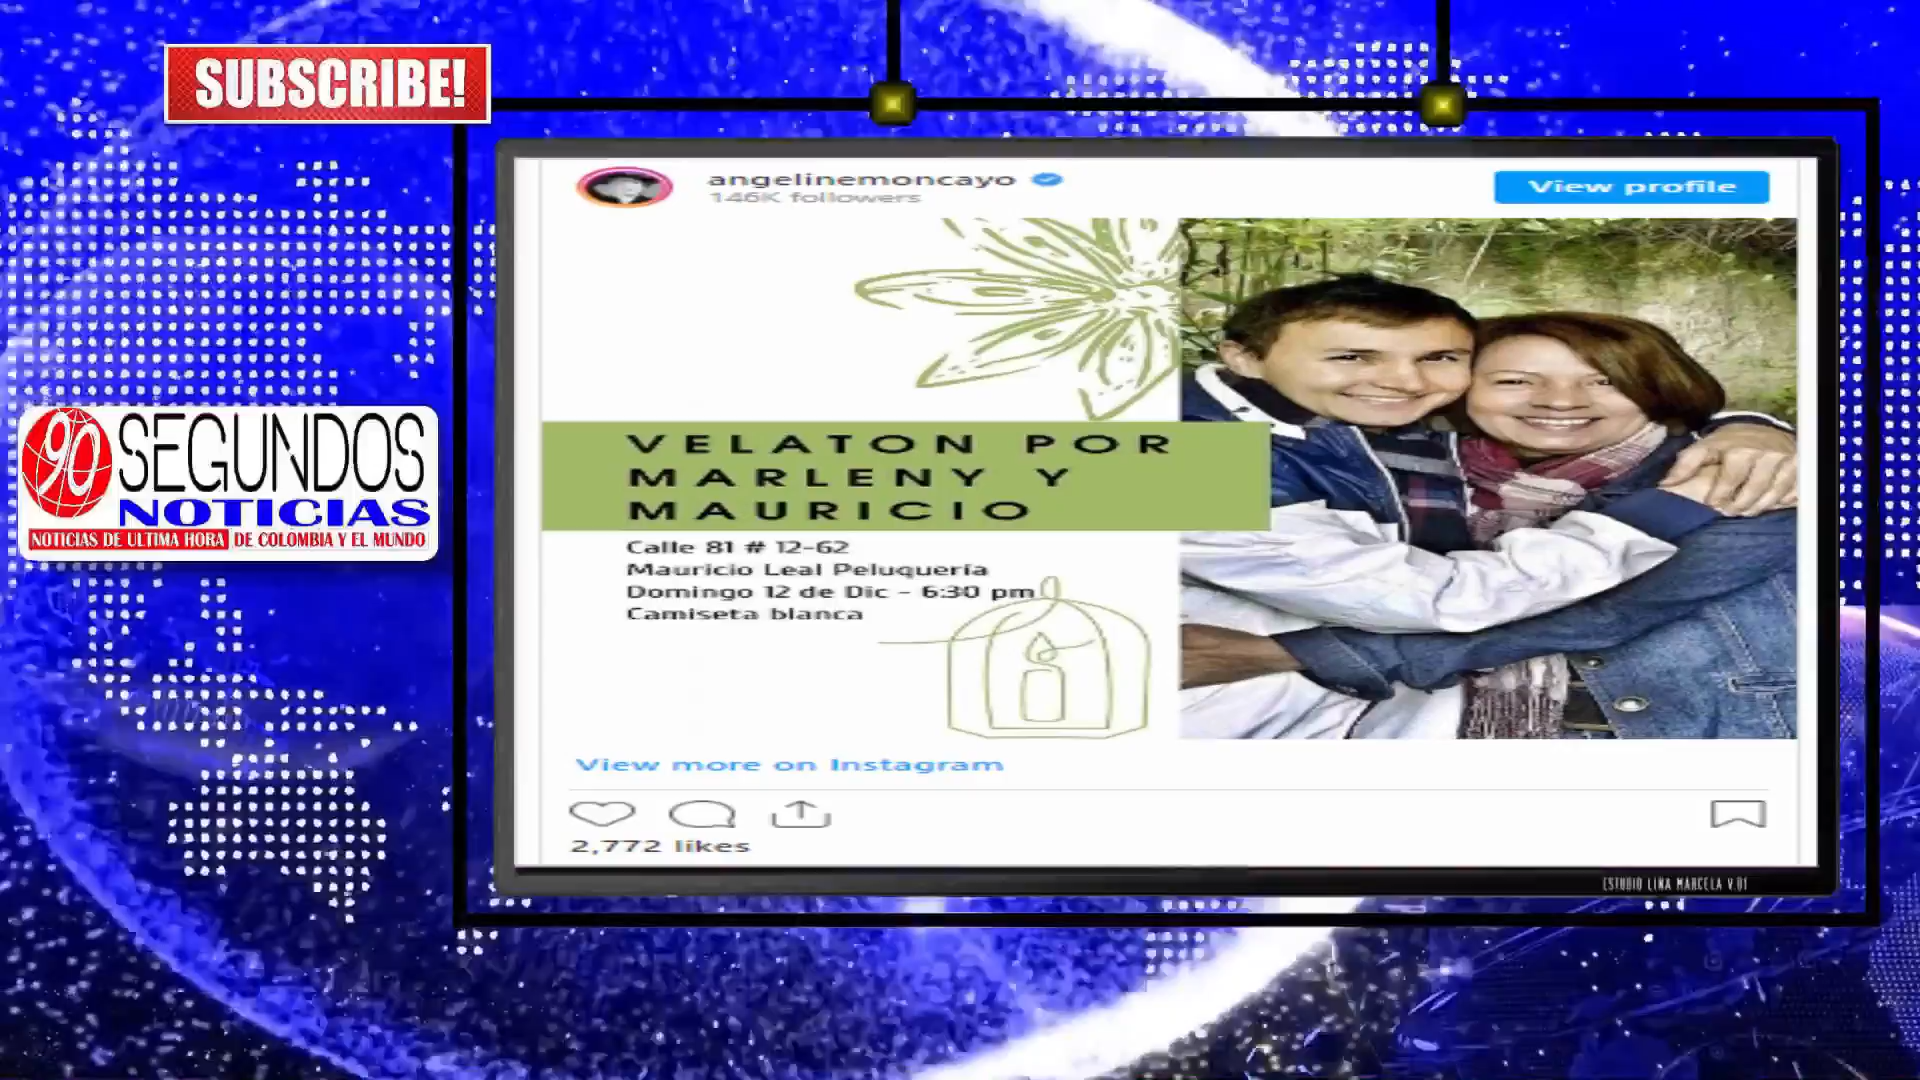 SUBSCRIBE!
angelinemoncayo
146K followers
View profile
VELATON POR
MARLENY Y
MAURICIO
Calle 81 # 12-62
Mauricio Leal Peluquería
Domingo 12 de Dic - 6:30 pm
Camiseta blanca
90 SEGUNDOS
NOTICIAS
NOTICIAS DE ULTIMA HORA DE COLOMBIA Y EL MUNDO
View more on Instagram
2,772 likes
ESTUDIO LINA MARCELA V.01